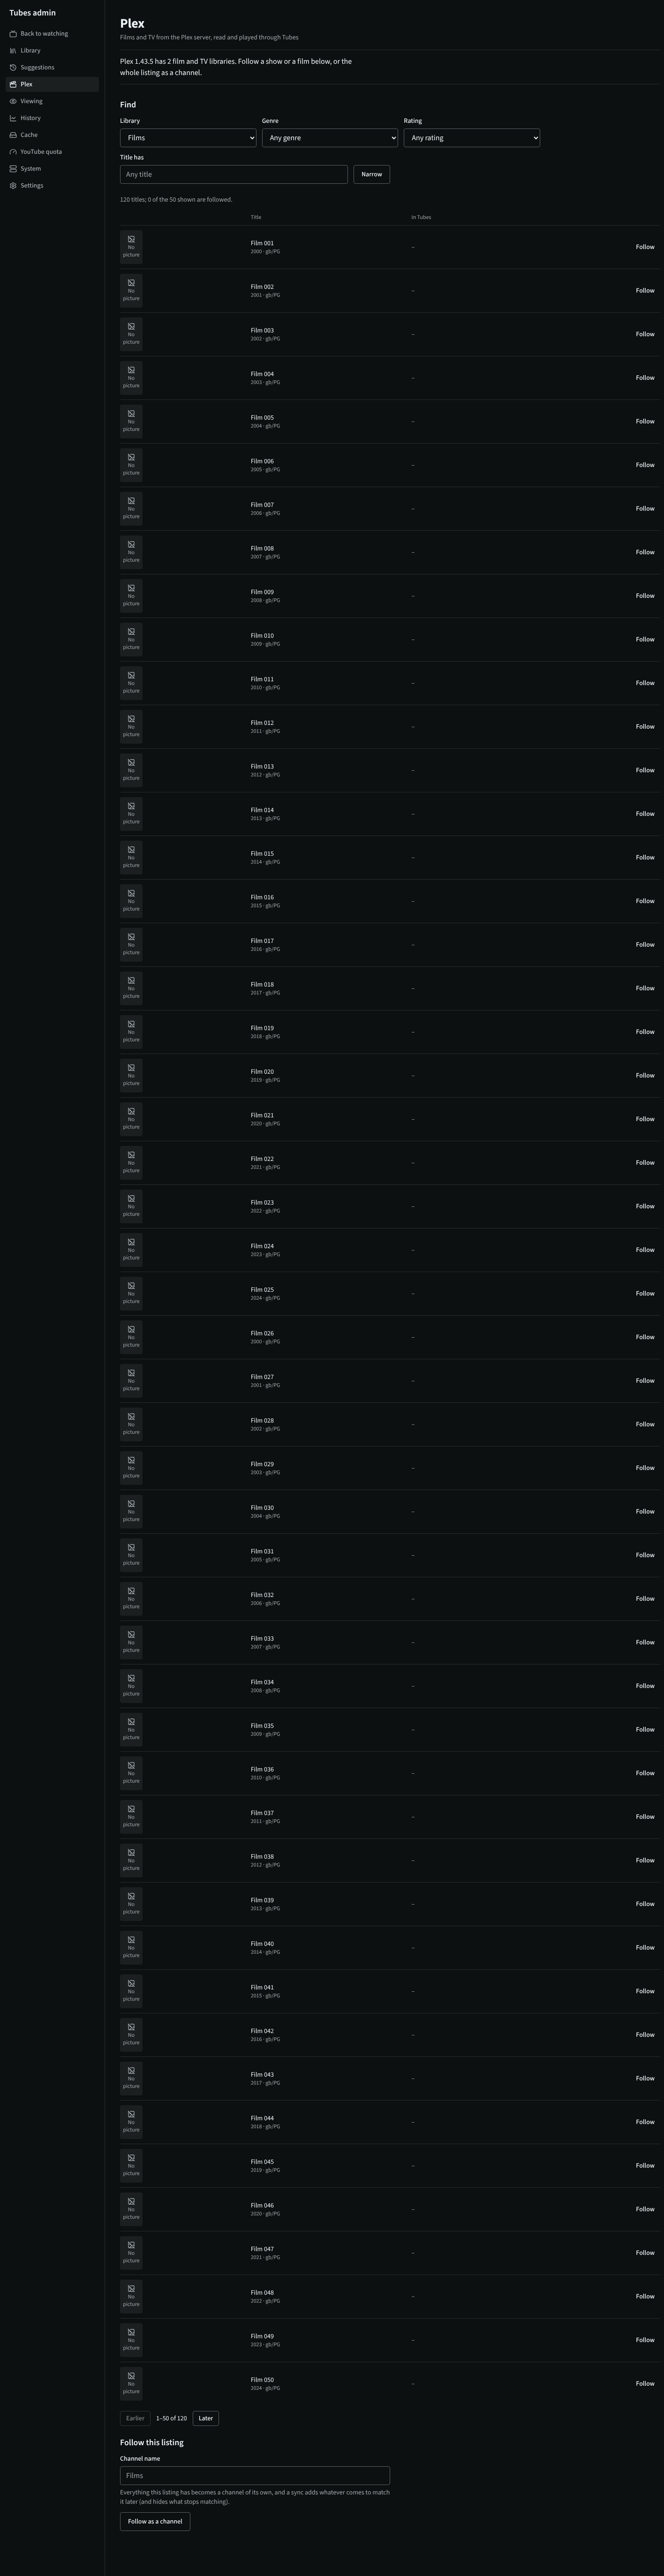 Tubes admin
Back to watching
Library
Suggestions
Plex
Viewing
History
Cache
YouTube quota
System
Settings
Plex
Films and TV from the Plex server, read and played through Tubes
Plex 1.43.5 has 2 film and TV libraries. Follow a show or a film below, or the
whole listing as a channel.
Find
Library
Genre
Rating
Films
Any genre
Any rating
Title has
Any title
Narrow
120 titles; 0 of the 50 shown are followed.
Title
In Tubes
No
picture
Film 001
2000 · gb/PG
–
Follow
No
picture
Film 002
2001 · gb/PG
–
Follow
No
picture
Film 003
2002 · gb/PG
–
Follow
No
picture
Film 004
2003 · gb/PG
–
Follow
No
picture
Film 005
2004 · gb/PG
–
Follow
No
picture
Film 006
2005 · gb/PG
–
Follow
No
picture
Film 007
2006 · gb/PG
–
Follow
No
picture
Film 008
2007 · gb/PG
–
Follow
No
picture
Film 009
2008 · gb/PG
–
Follow
No
picture
Film 010
2009 · gb/PG
–
Follow
No
picture
Film 011
2010 · gb/PG
–
Follow
No
picture
Film 012
2011 · gb/PG
–
Follow
No
picture
Film 013
2012 · gb/PG
–
Follow
No
picture
Film 014
2013 · gb/PG
–
Follow
No
picture
Film 015
2014 · gb/PG
–
Follow
No
picture
Film 016
2015 · gb/PG
–
Follow
No
picture
Film 017
2016 · gb/PG
–
Follow
No
picture
Film 018
2017 · gb/PG
–
Follow
No
picture
Film 019
2018 · gb/PG
–
Follow
No
picture
Film 020
2019 · gb/PG
–
Follow
No
picture
Film 021
2020 · gb/PG
–
Follow
No
picture
Film 022
2021 · gb/PG
–
Follow
No
picture
Film 023
2022 · gb/PG
–
Follow
No
picture
Film 024
2023 · gb/PG
–
Follow
No
picture
Film 025
2024 · gb/PG
–
Follow
No
picture
Film 026
2000 · gb/PG
–
Follow
No
picture
Film 027
2001 · gb/PG
–
Follow
No
picture
Film 028
2002 · gb/PG
–
Follow
No
picture
Film 029
2003 · gb/PG
–
Follow
No
picture
Film 030
2004 · gb/PG
–
Follow
No
picture
Film 031
2005 · gb/PG
–
Follow
No
picture
Film 032
2006 · gb/PG
–
Follow
No
picture
Film 033
2007 · gb/PG
–
Follow
No
picture
Film 034
2008 · gb/PG
–
Follow
No
picture
Film 035
2009 · gb/PG
–
Follow
No
picture
Film 036
2010 · gb/PG
–
Follow
No
picture
Film 037
2011 · gb/PG
–
Follow
No
picture
Film 038
2012 · gb/PG
–
Follow
No
picture
Film 039
2013 · gb/PG
–
Follow
No
picture
Film 040
2014 · gb/PG
–
Follow
No
picture
Film 041
2015 · gb/PG
–
Follow
No
picture
Film 042
2016 · gb/PG
–
Follow
No
picture
Film 043
2017 · gb/PG
–
Follow
No
picture
Film 044
2018 · gb/PG
–
Follow
No
picture
Film 045
2019 · gb/PG
–
Follow
No
picture
Film 046
2020 · gb/PG
–
Follow
No
picture
Film 047
2021 · gb/PG
–
Follow
No
picture
Film 048
2022 · gb/PG
–
Follow
No
picture
Film 049
2023 · gb/PG
–
Follow
No
picture
Film 050
2024 · gb/PG
–
Follow
Earlier
1–50 of 120
Later
Follow this listing
Channel name
Films
Everything this listing has becomes a channel of its own, and a sync adds whatever comes to match
it later (and hides what stops matching).
Follow as a channel